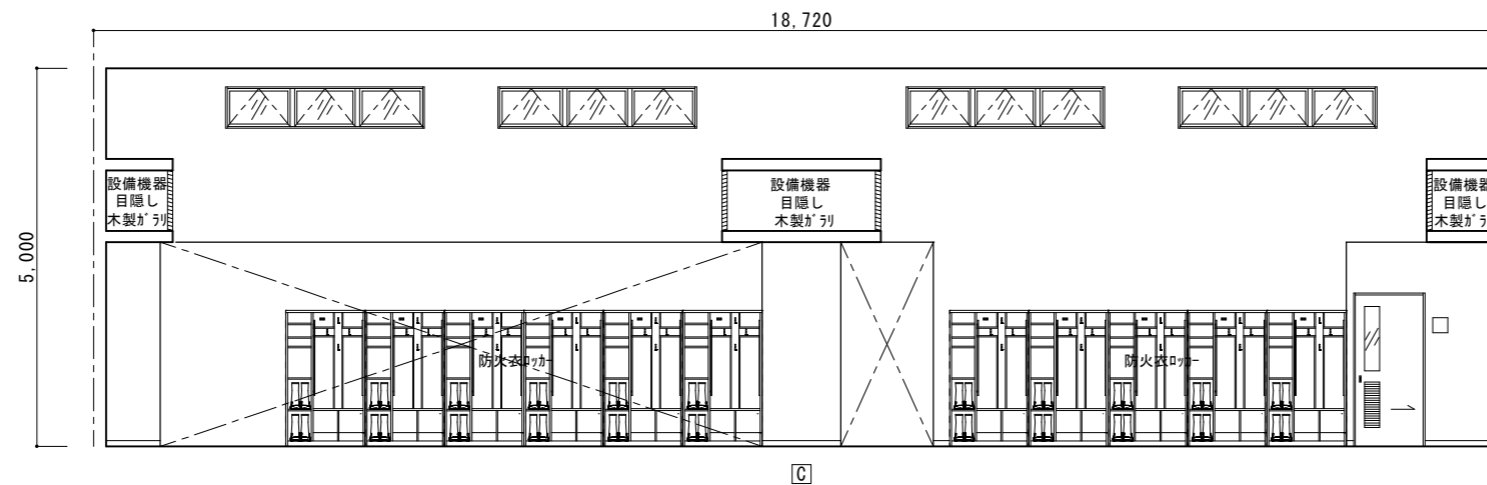 18,720
5,000
設備機器
目隠し
木製ガラリ
設備機器
目隠し
木製ガラリ
設備機器
目隠し
木製ガラリ
防火衣ロッカー
防火衣ロッカー
C